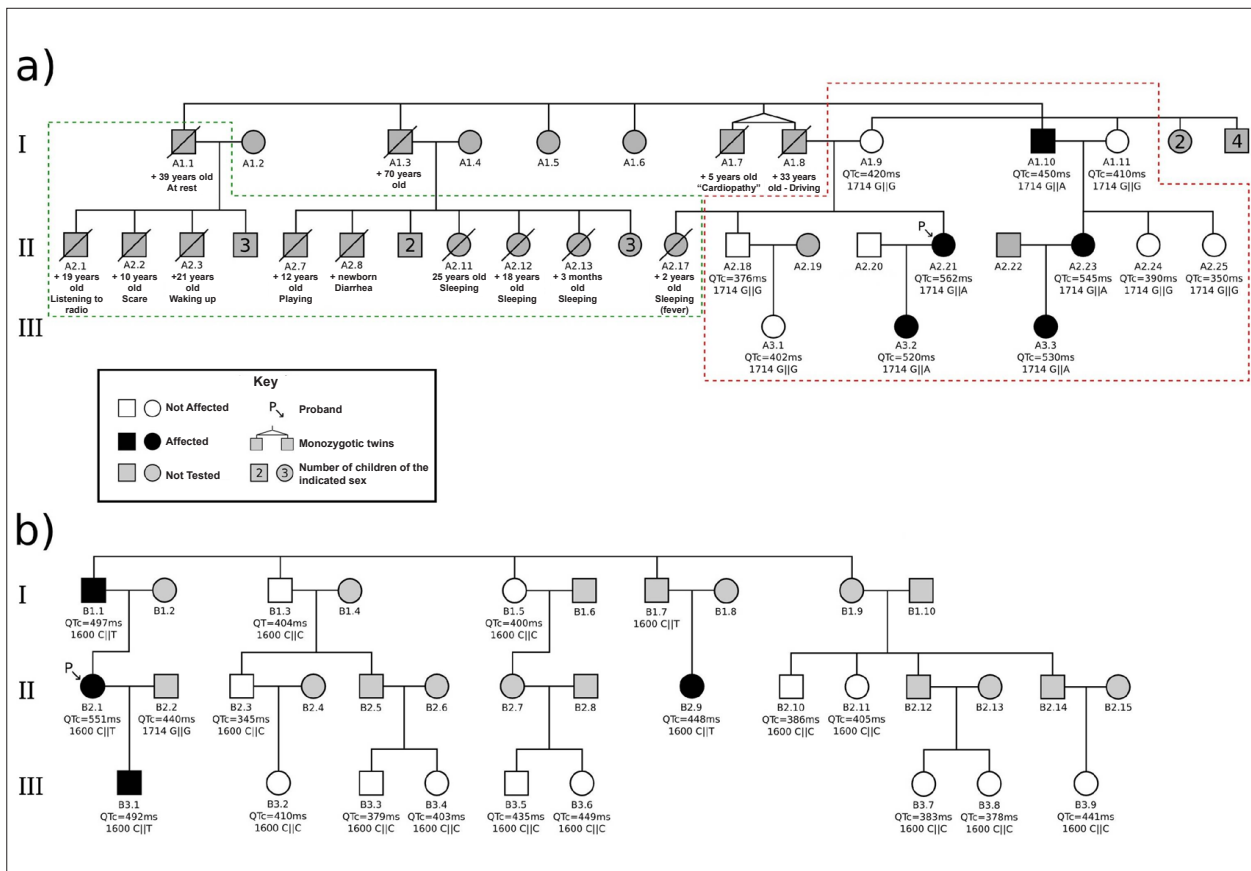 a)
I
2
4
A1.1
A1.2
A1.3
A1.4
A1.5
A1.6
A1.7
A1.8
A1.9
A1.10
A1.11
+ 39 years old
At rest
+ 70 years
old
+ 5 years old
“Cardiopathy”
+ 33 years
old - Driving
QTc=420ms
1714 G||G
QTc=450ms
1714 G||A
QTc=410ms
1714 G||G
II
3
2
3
P
A2.1
+ 19 years
old
Listening to
radio
A2.2
+ 10 years
old
Scare
A2.3
+21 years
old
Waking up
A2.7
+ 12 years
old
Playing
A2.8
+ newborn
Diarrhea
A2.11
25 years old
Sleeping
A2.12
+ 18 years
old
Sleeping
A2.13
+ 3 months
old
Sleeping
A2.17
+ 2 years
old
Sleeping
(fever)
A2.18
QTc=376ms
1714 G||G
A2.19
A2.20
A2.21
QTc=562ms
1714 G||A
A2.22
A2.23
QTc=545ms
1714 G||A
A2.24
QTc=390ms
1714 G||G
A2.25
QTc=350ms
1714 G||G
III
A3.1
QTc=402ms
1714 G||G
A3.2
QTc=520ms
1714 G||A
A3.3
QTc=530ms
1714 G||A
Key
Not Affected
P Proband
Affected
Monozygotic twins
Not Tested
2 3 Number of children of the
indicated sex
b)
I
B1.1
QTc=497ms
1600 C||T
B1.2
B1.3
QT=404ms
1600 C||C
B1.4
B1.5
QTc=400ms
1600 C||C
B1.6
B1.7
1600 C||T
B1.8
B1.9
B1.10
II
P
B2.1
QTc=551ms
1600 C||T
B2.2
QTc=440ms
1714 G||G
B2.3
QTc=345ms
1600 C||C
B2.4
B2.5
B2.6
B2.7
B2.8
B2.9
QTc=448ms
1600 C||T
B2.10
QTc=386ms
1600 C||C
B2.11
QTc=405ms
1600 C||C
B2.12
B2.13
B2.14
B2.15
III
B3.1
QTc=492ms
1600 C||T
B3.2
QTc=410ms
1600 C||C
B3.3
QTc=379ms
1600 C||C
B3.4
QTc=403ms
1600 C||C
B3.5
QTc=435ms
1600 C||C
B3.6
QTc=449ms
1600 C||C
B3.7
QTc=383ms
1600 C||C
B3.8
QTc=378ms
1600 C||C
B3.9
QTc=441ms
1600 C||C